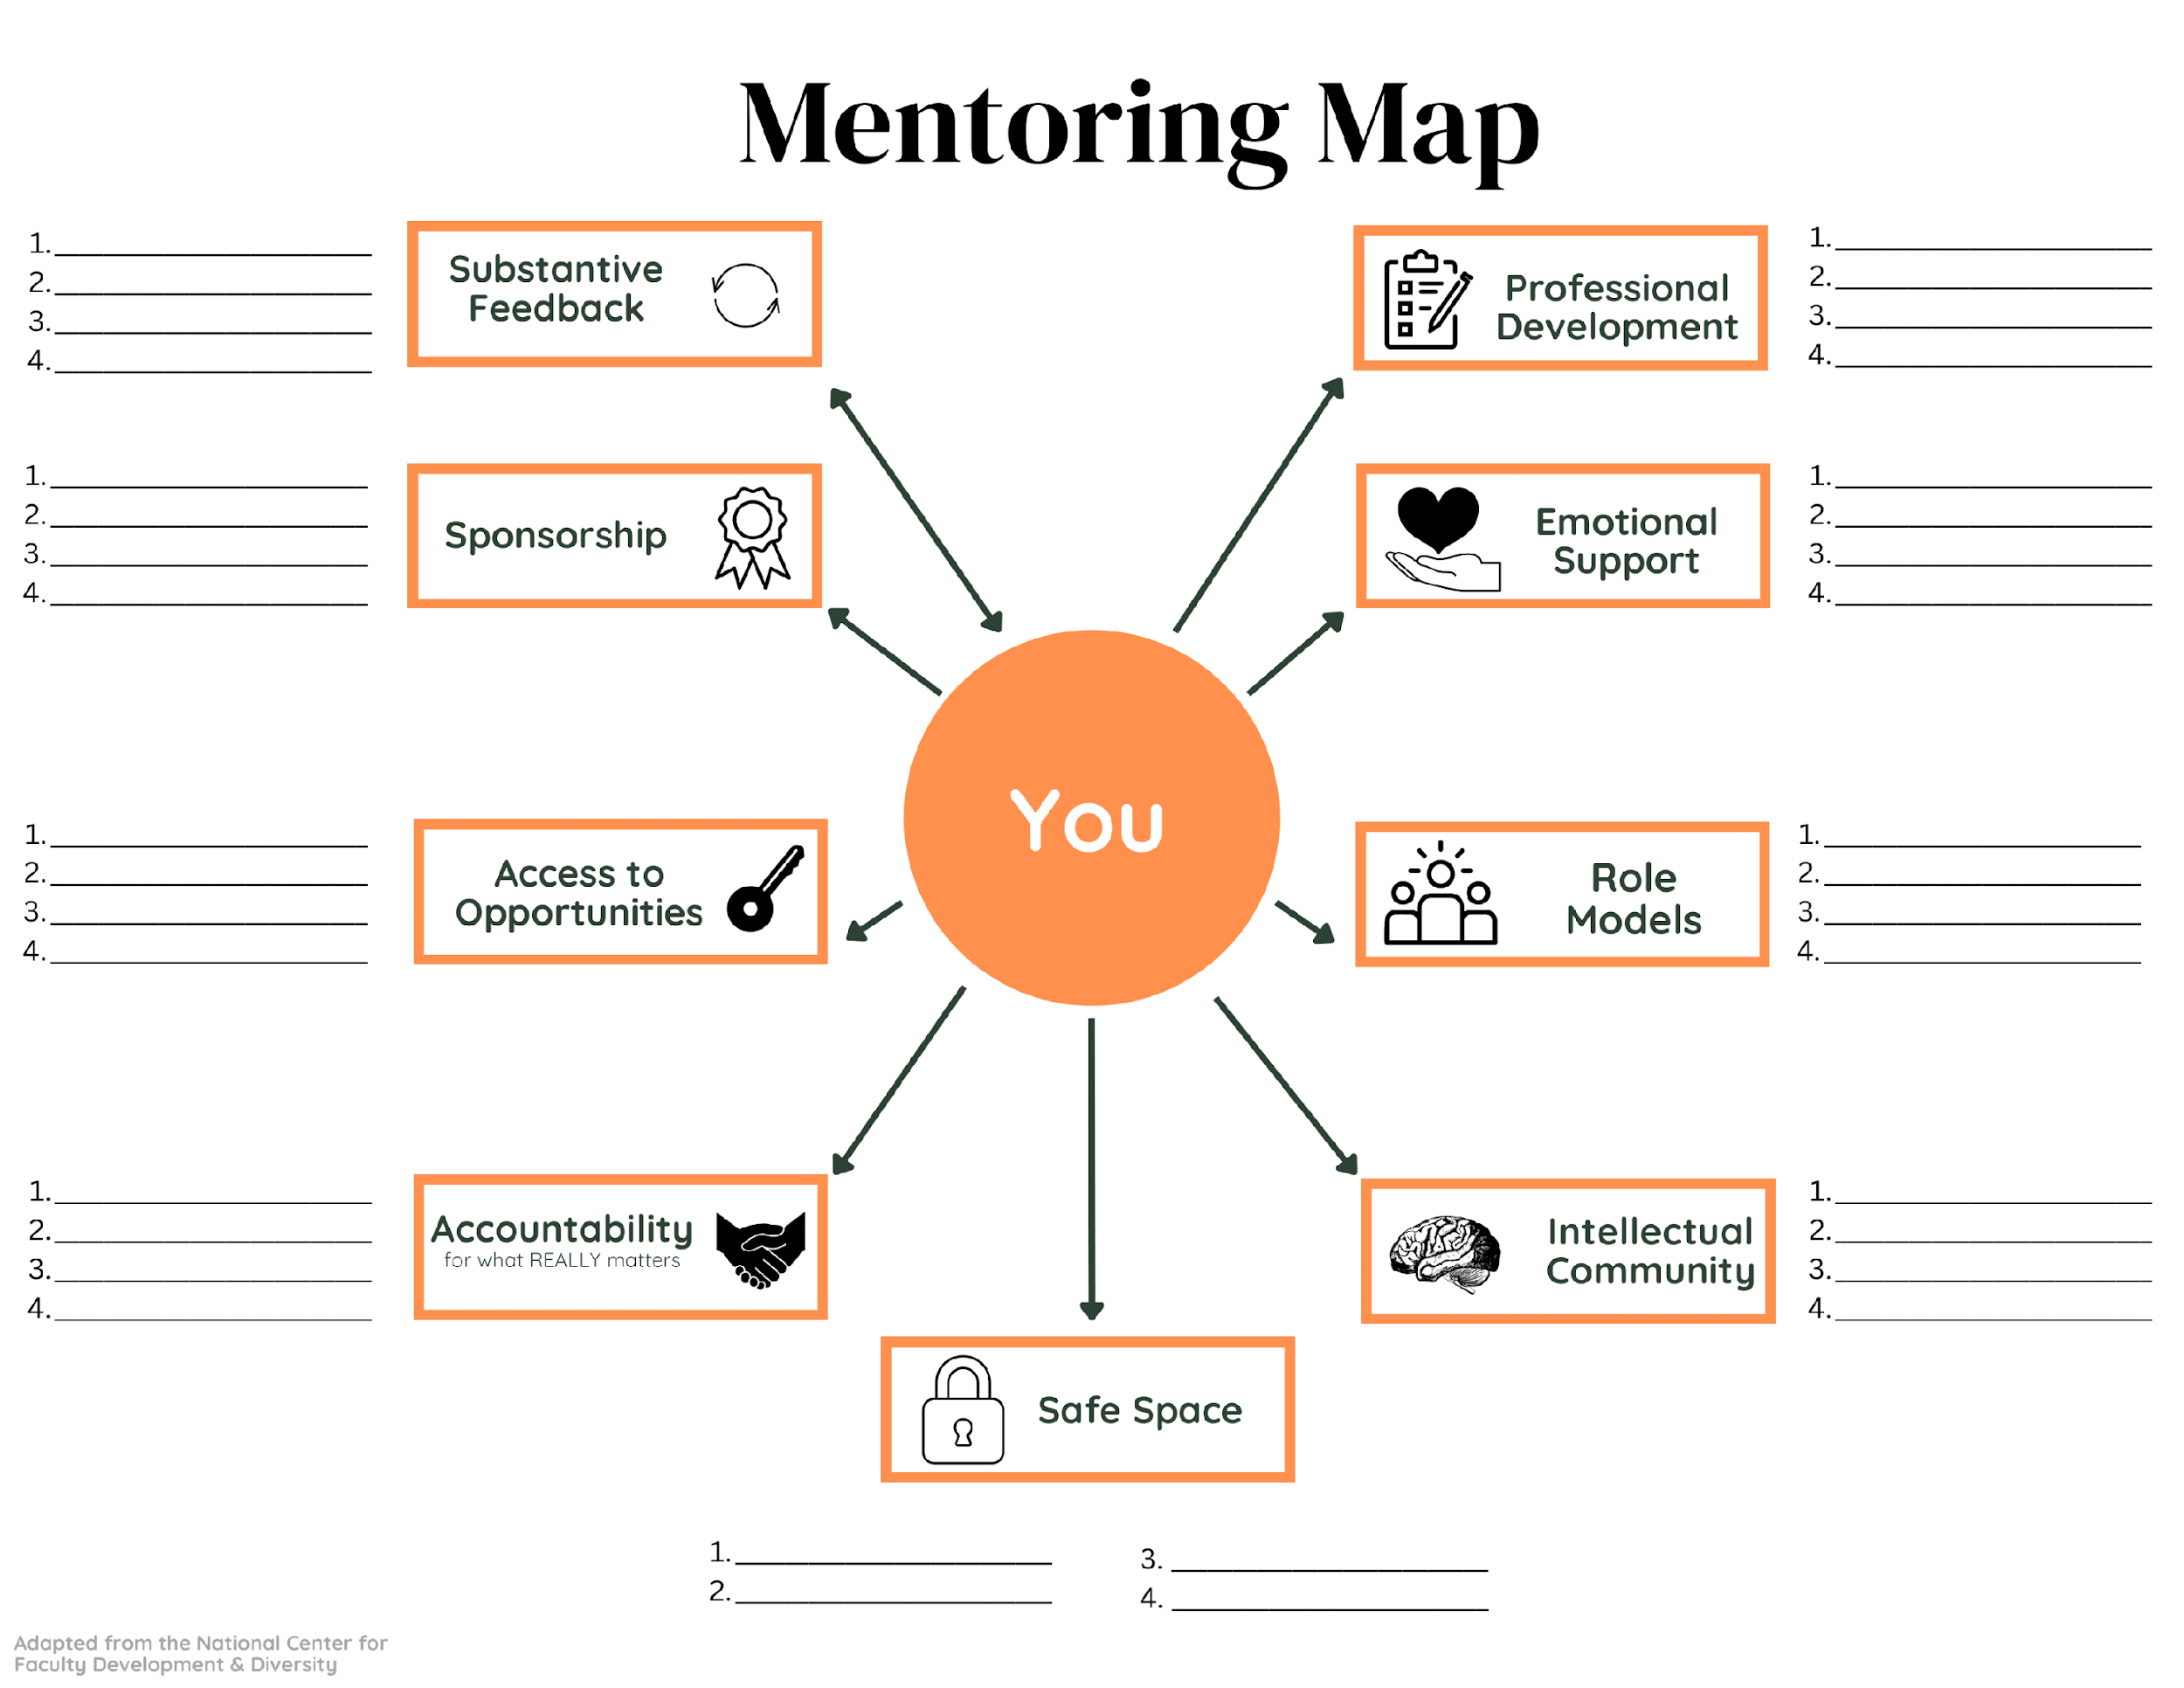 Mentoring Map
1.
2.
3.
4.
Substantive
Feedback
Professional
Development
1.
2.
3.
4.
1.
2.
3.
4.
Sponsorship
Emotional
Support
1.
2.
3.
4.
You
1.
2.
3.
4.
Access to
Opportunities
Role
Models
1.
2.
3.
4.
1.
2.
3.
4.
Accountability
for what REALLY matters
Intellectual
Community
1.
2.
3.
4.
Safe Space
1.
2.
3.
4.
Adapted from the National Center for
Faculty Development & Diversity